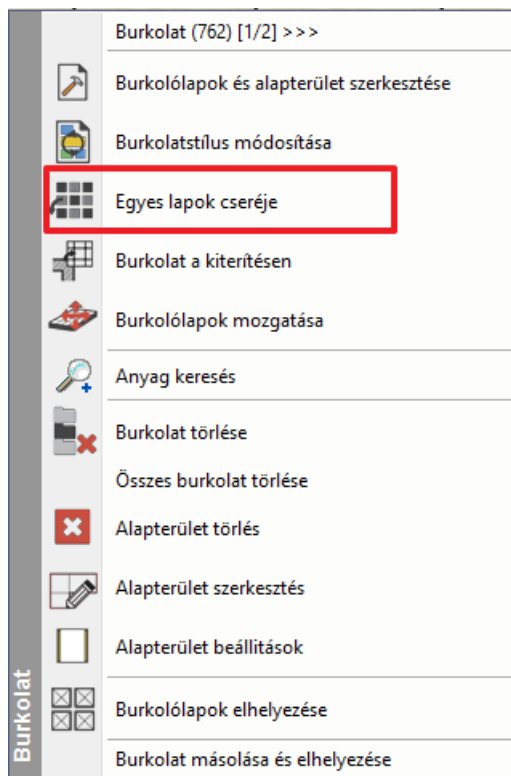 Burkolat (762) [1/2] >>>
Burkolólapok és alapterület szerkesztése
Burkolatstílus módosítása
Egyes lapok cseréje
Burkolat a kiterítésen
Burkolólapok mozgatása
Anyag keresés
Burkolat törlése
Összes burkolat törlése
Alapterület törlés
Alapterület szerkesztés
Alapterület beállitások
Burkolólapok elhelyezése
Burkolat másolása és elhelyezése
Burkolat